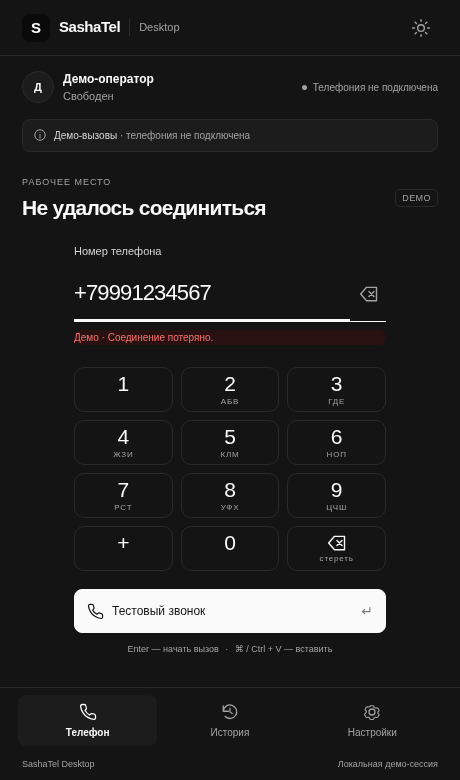 S SashaTel Desktop
Д Демо-оператор
Свободен
Телефония не подключена
Демо-вызовы · телефония не подключена
РАБОЧЕЕ МЕСТО
Не удалось соединиться
DEMO
Номер телефона
+79991234567
Демо · Соединение потеряно.
1 2 3
АБВ ГДЕ
4 5 6
ЖЗИ КЛМ НОП
7 8 9
РСТ УФХ ЦЧШ
+ 0
стереть
Тестовый звонок ↵
Enter — начать вызов · ⌘ / Ctrl + V — вставить
Телефон История Настройки
SashaTel Desktop Локальная демо-сессия